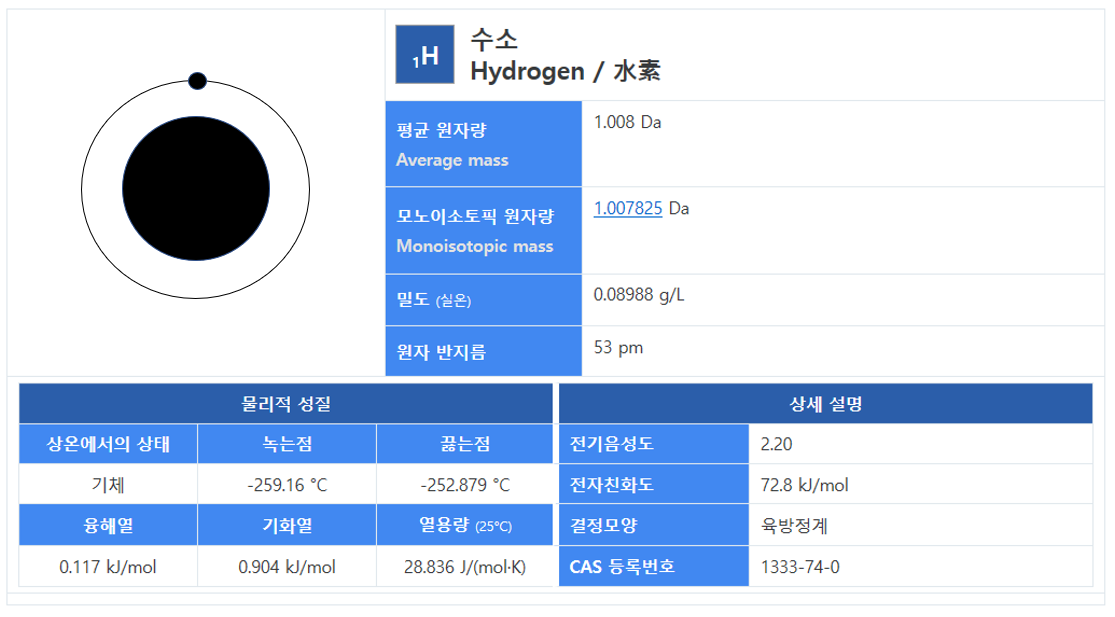 ₁H
수소
Hydrogen / 水素
평균 원자량
Average mass
1.008 Da
모노이소토픽 원자량
Monoisotopic mass
1.007825 Da
밀도 (실온)
0.08988 g/L
원자 반지름
53 pm
물리적 성질
상온에서의 상태 녹는점 끓는점
기체 -259.16 °C -252.879 °C
융해열 기화열 열용량 (25℃)
0.117 kJ/mol 0.904 kJ/mol 28.836 J/(mol·K)
상세 설명
전기음성도 2.20
전자친화도 72.8 kJ/mol
결정모양 육방정계
CAS 등록번호 1333-74-0